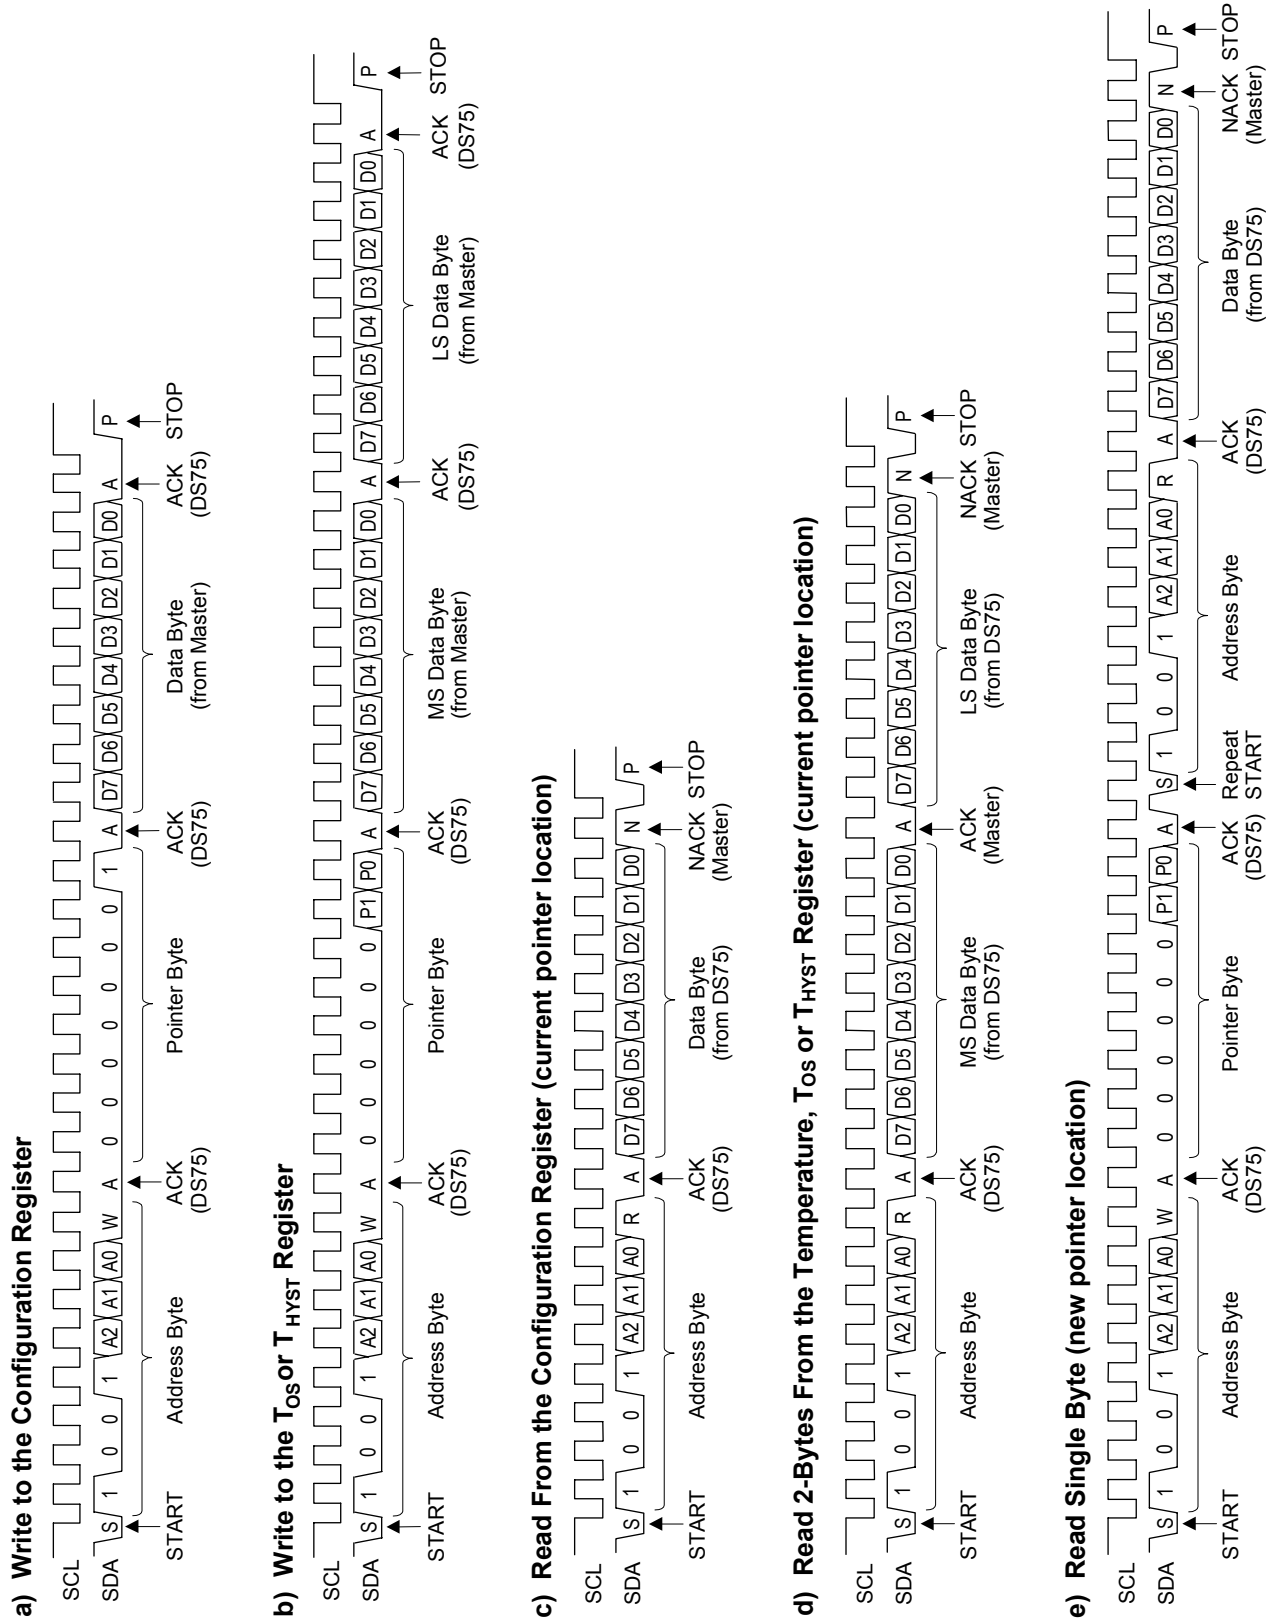 a) Write to the Configuration Register
SCL
SDA
S 1 0 0 1 A2 A1 A0 W A 0 0 0 0 0 0 0 1 A D7 D6 D5 D4 D3 D2 D1 D0 A P
START Address Byte ACK Pointer Byte ACK Data Byte ACK STOP
(DS75) (DS75) (from Master) (DS75)
b) Write to the TOS or THYST Register
SCL
SDA
S 1 0 0 1 A2 A1 A0 W A 0 0 0 0 0 0 P1 P0 A D7 D6 D5 D4 D3 D2 D1 D0 A D7 D6 D5 D4 D3 D2 D1 D0 A P
START Address Byte ACK Pointer Byte ACK MS Data Byte ACK LS Data Byte ACK STOP
(DS75) (DS75) (from Master) (DS75) (from Master) (DS75)
c) Read From the Configuration Register (current pointer location)
SCL
SDA
S 1 0 0 1 A2 A1 A0 R A D7 D6 D5 D4 D3 D2 D1 D0 N P
START Address Byte ACK Data Byte NACK STOP
(DS75) (from DS75) (Master)
d) Read 2-Bytes From the Temperature, TOS or THYST Register (current pointer location)
SCL
SDA
S 1 0 0 1 A2 A1 A0 R A D7 D6 D5 D4 D3 D2 D1 D0 A D7 D6 D5 D4 D3 D2 D1 D0 N P
START Address Byte ACK MS Data Byte ACK LS Data Byte NACK STOP
(DS75) (from DS75) (Master) (from DS75) (Master)
e) Read Single Byte (new pointer location)
SCL
SDA
S 1 0 0 1 A2 A1 A0 W A 0 0 0 0 0 0 P1 P0 A S 1 0 0 1 A2 A1 A0 R A D7 D6 D5 D4 D3 D2 D1 D0 N P
START Address Byte ACK Pointer Byte ACK Repeat Address Byte ACK Data Byte NACK STOP
(DS75) (DS75) START (DS75) (from DS75) (Master)